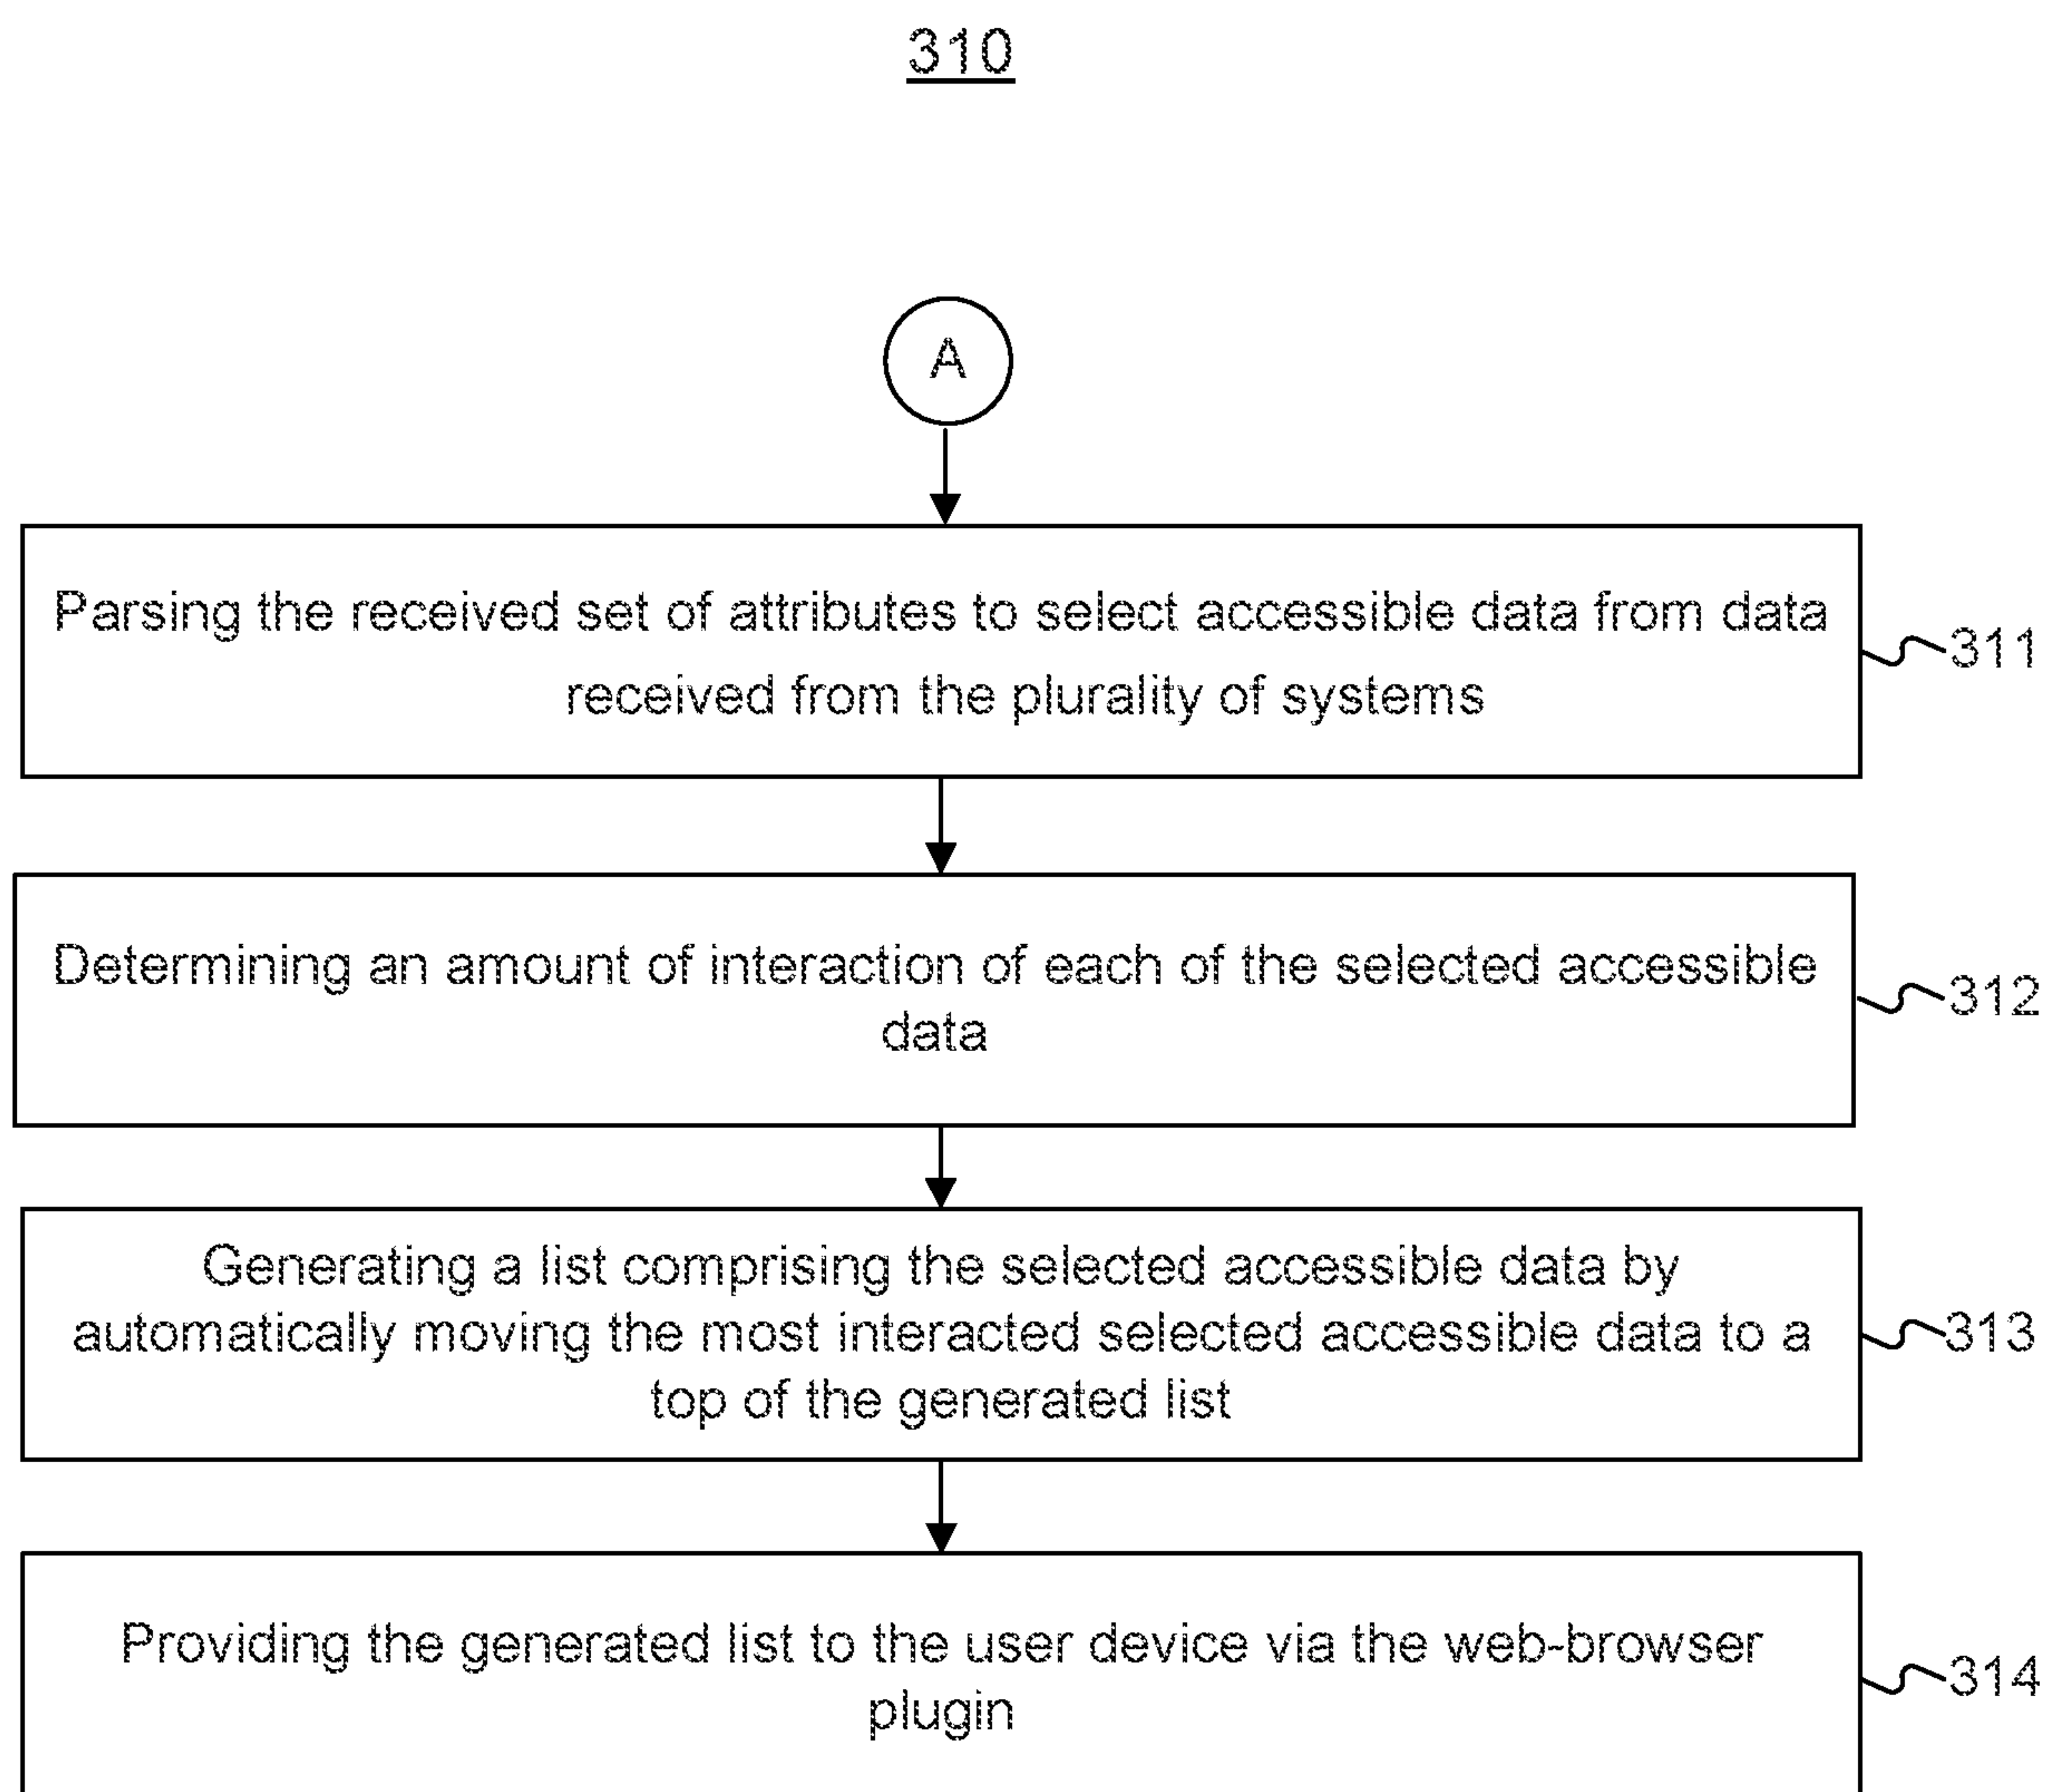 310
A
Parsing the received set of attributes to select accessible data from data
received from the plurality of systems
311
Determining an amount of interaction of each of the selected accessible
data
312
Generating a list comprising the selected accessible data by
automatically moving the most interacted selected accessible data to a
top of the generated list
313
Providing the generated list to the user device via the web-browser
plugin
314